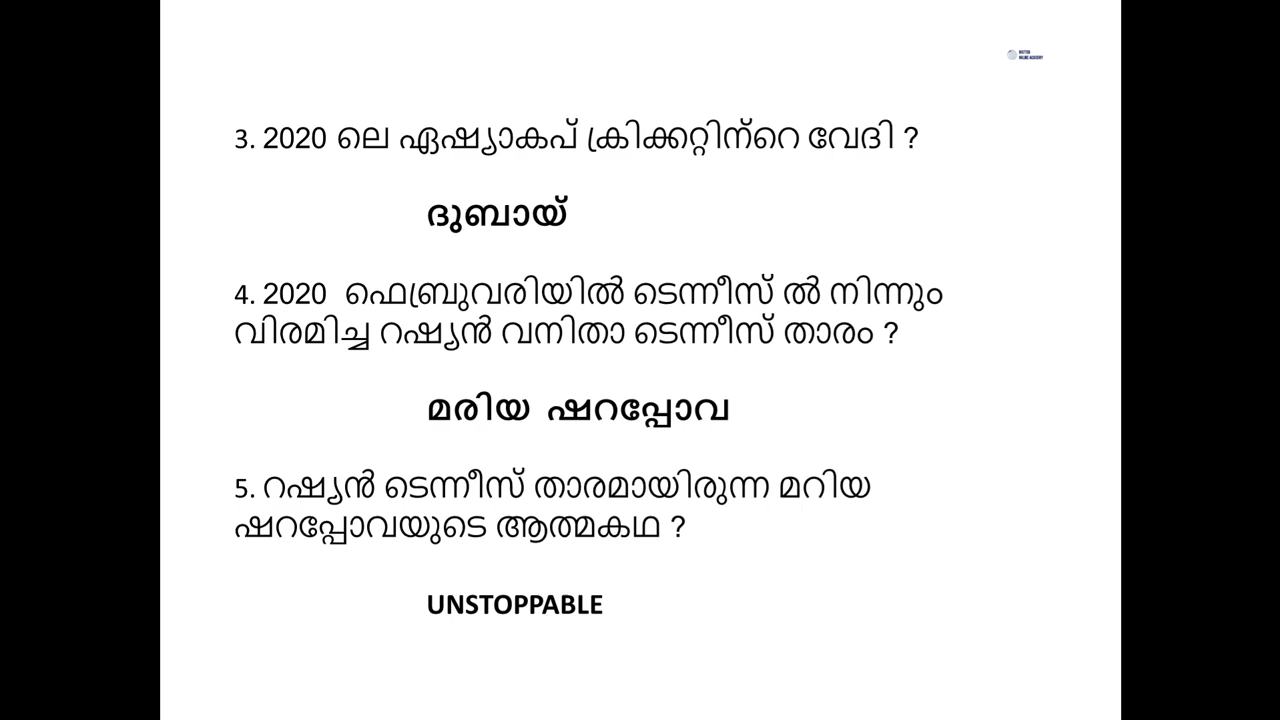 3. 2020 ലെ ഏഷ്യാകപ് ക്രിക്കറ്റിന്റെ വേദി ?
ദുബായ്
4. 2020 ഫെബ്രുവരിയിൽ ടെന്നീസ് ൽ നിന്നും
വിരമിച്ച റഷ്യൻ വനിതാ ടെന്നീസ് താരം ?
മരിയ ഷറപ്പോവ
5. റഷ്യൻ ടെന്നീസ് താരമായിരുന്ന മറിയ
ഷറപ്പോവയുടെ ആത്മകഥ ?
UNSTOPPABLE